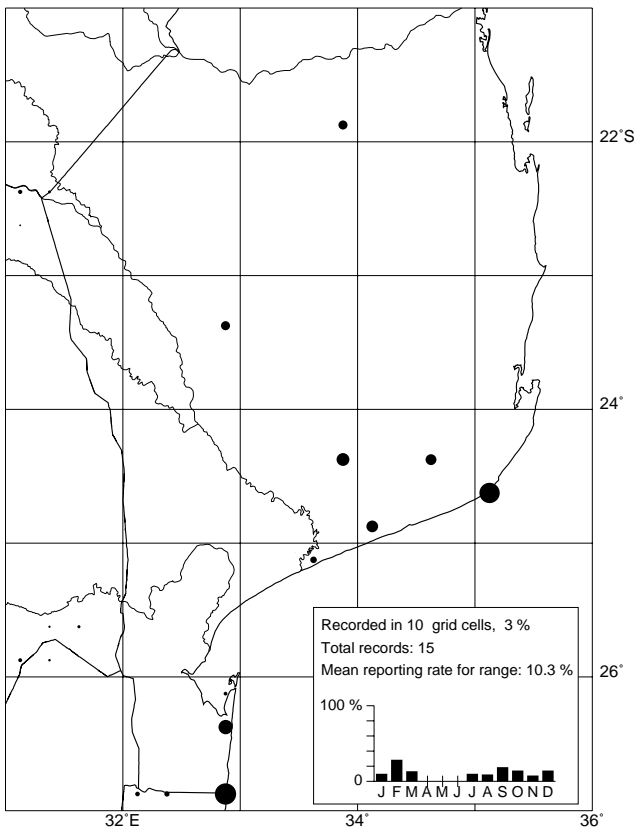 22˚S
24˚
Recorded in 10 grid cells, 3 %
Total records: 15
Mean reporting rate for range: 10.3 %
26˚
100 %
0
J F M A M J J A S O N D
32˚E 34˚ 36˚